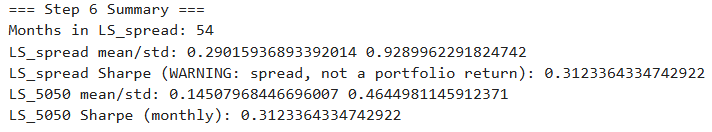 === Step 6 Summary ===
Months in LS_spread: 54
LS_spread mean/std: 0.29015936893392014 0.9289962291824742
LS_spread Sharpe (WARNING: spread, not a portfolio return): 0.3123364334742922
LS_5050 mean/std: 0.14507968446696007 0.4644981145912371
LS_5050 Sharpe (monthly): 0.3123364334742922